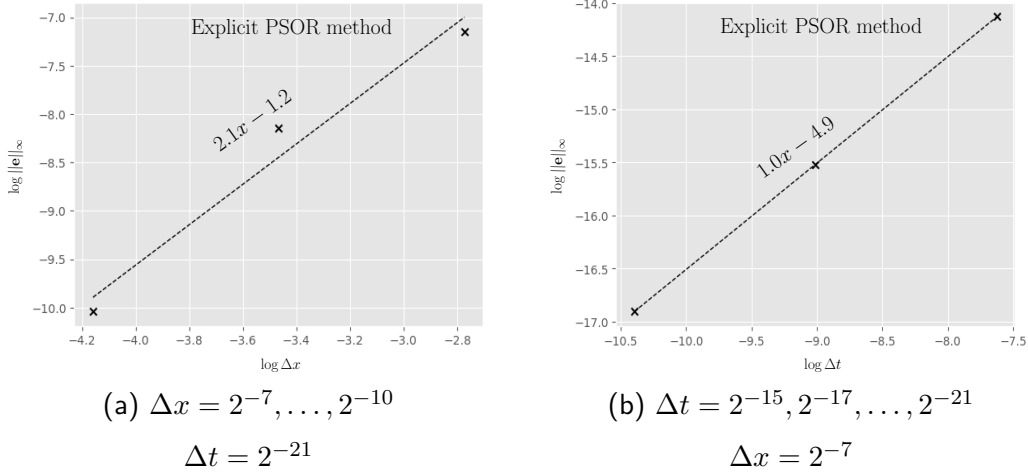 Explicit PSOR method
2.1x − 1.2
log ||e||∞
−7.0
−7.5
−8.0
−8.5
−9.0
−9.5
−10.0
−4.2
−4.0
−3.8
−3.6
−3.4
−3.2
−3.0
−2.8
log Δx
(a) Δx = 2⁻⁷, . . . , 2⁻¹⁰
Δt = 2⁻²¹
Explicit PSOR method
1.0x − 4.9
log ||e||∞
−14.0
−14.5
−15.0
−15.5
−16.0
−16.5
−17.0
−10.5
−10.0
−9.5
−9.0
−8.5
−8.0
−7.5
log Δt
(b) Δt = 2⁻¹⁵, 2⁻¹⁷, . . . , 2⁻²¹
Δx = 2⁻⁷